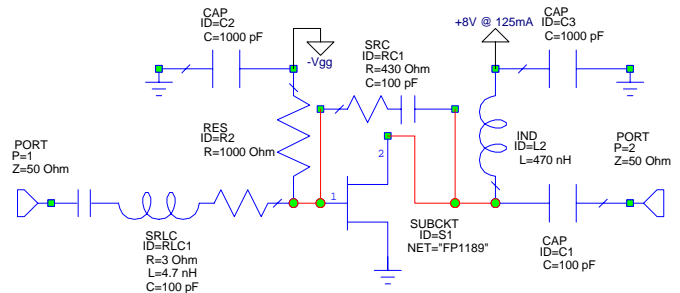 CAP
ID=C2
C=1000 pF
-Vgg
SRC
ID=RC1
R=430 Ohm
C=100 pF
+8V @ 125mA
CAP
ID=C3
C=1000 pF
RES
ID=R2
R=1000 Ohm
2
IND
ID=L2
L=470 nH
PORT
P=1
Z=50 Ohm
PORT
P=2
Z=50 Ohm
1
SRLC
ID=RLC1
R=3 Ohm
L=4.7 nH
C=100 pF
SUBCKT
ID=S1
NET="FP1189"
CAP
ID=C1
C=100 pF